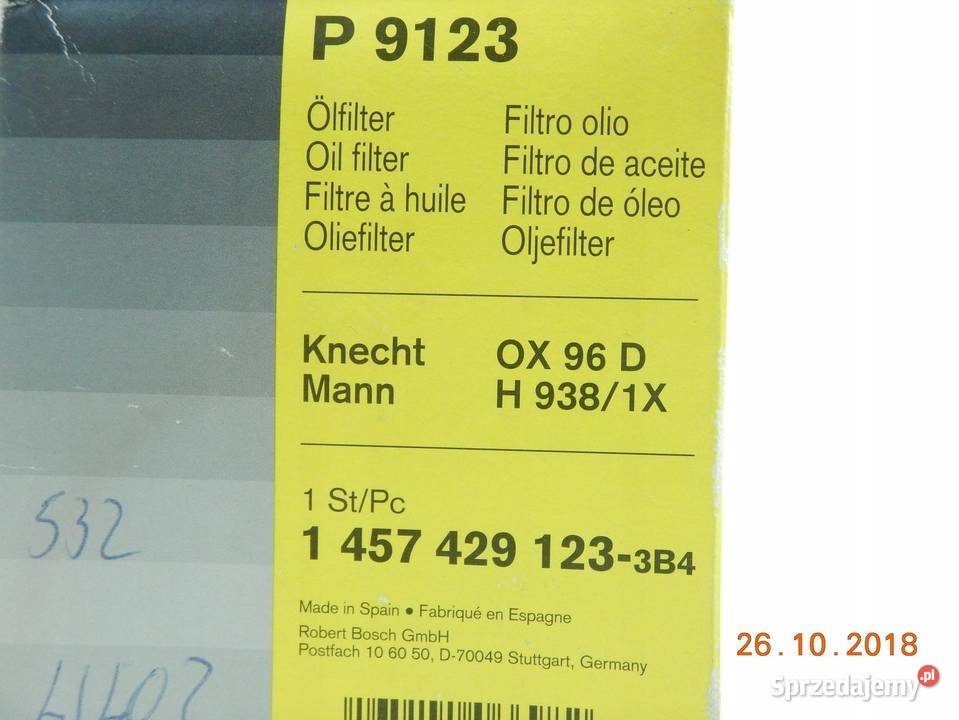 P 9123
Ölfilter
Oil filter
Filtre à huile
Oliefilter
Filtro olio
Filtro de aceite
Filtro de óleo
Oljefilter
Knecht OX 96 D
Mann H 938/1X
1 St/Pc
1 457 429 123-3B4
Made in Spain • Fabriqué en Espagne
Robert Bosch GmbH
Postfach 10 60 50, D-70049 Stuttgart, Germany
532
26.10.2018
Sprzedajemy.pl